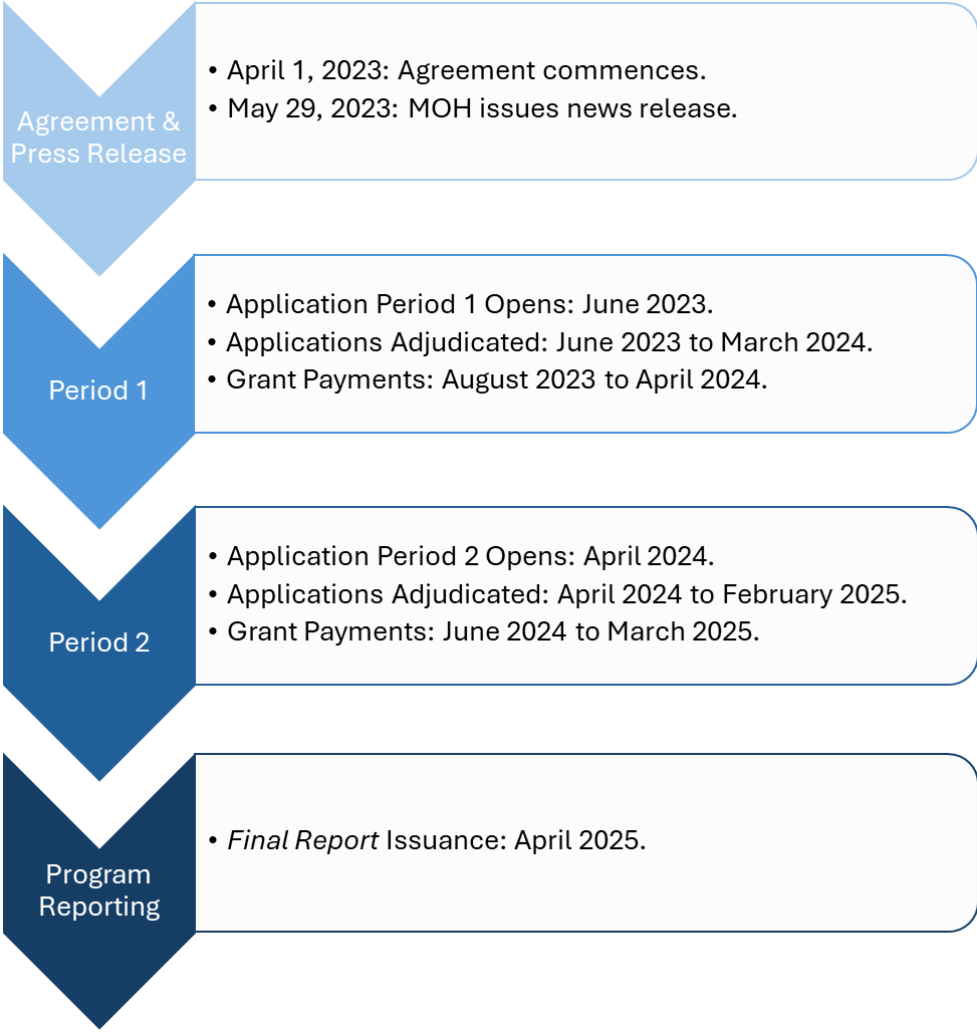 Agreement &
Press Release
• April 1, 2023: Agreement commences.
• May 29, 2023: MOH issues news release.
Period 1
• Application Period 1 Opens: June 2023.
• Applications Adjudicated: June 2023 to March 2024.
• Grant Payments: August 2023 to April 2024.
Period 2
• Application Period 2 Opens: April 2024.
• Applications Adjudicated: April 2024 to February 2025.
• Grant Payments: June 2024 to March 2025.
Program
Reporting
• Final Report Issuance: April 2025.